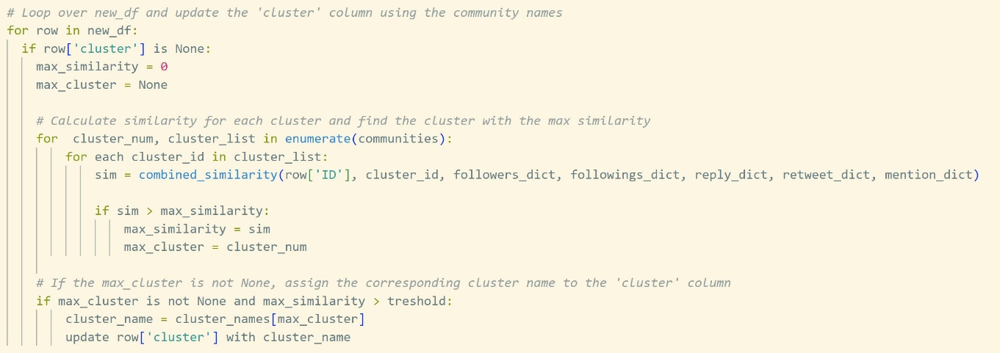 # Loop over new_df and update the 'cluster' column using the community names
for row in new_df:
if row['cluster'] is None:
max_similarity = 0
max_cluster = None
# Calculate similarity for each cluster and find the cluster with the max similarity
for  cluster_num, cluster_list in enumerate(communities):
for each cluster_id in cluster_list:
sim = combined_similarity(row['ID'], cluster_id, followers_dict, followings_dict, reply_dict, retweet_dict, mention_dict)
if sim > max_similarity:
max_similarity = sim
max_cluster = cluster_num
# If the max_cluster is not None, assign the corresponding cluster name to the 'cluster' column
if max_cluster is not None and max_similarity > treshold:
cluster_name = cluster_names[max_cluster]
update row['cluster'] with cluster_name